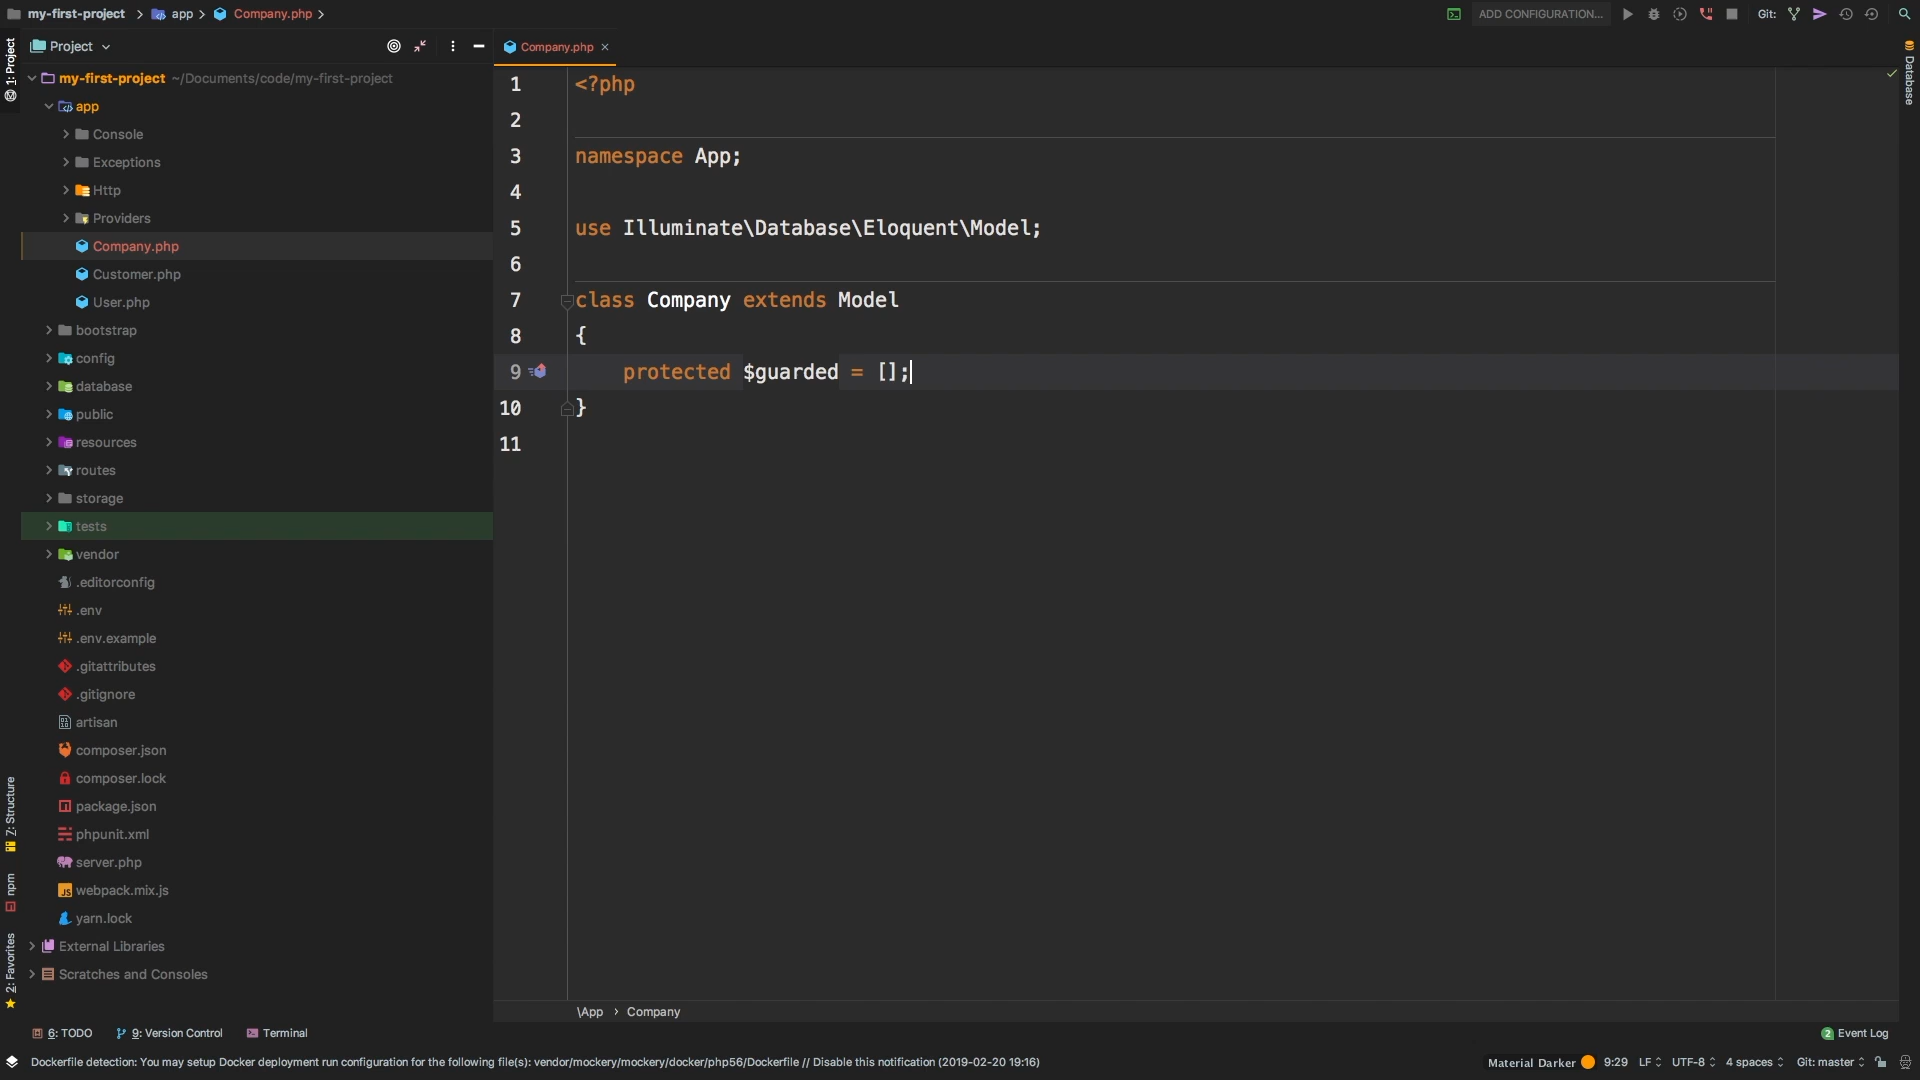 my-first-project
app
Company.php
ADD CONFIGURATION...
Git:
1: Project
Project
Company.php
Database
my-first-project ~/Documents/code/my-first-project
app
Console
Exceptions
Http
Providers
Company.php
Customer.php
User.php
bootstrap
config
database
public
resources
routes
storage
tests
vendor
.editorconfig
.env
.env.example
.gitattributes
.gitignore
artisan
composer.json
composer.lock
package.json
phpunit.xml
server.php
webpack.mix.js
yarn.lock
External Libraries
Scratches and Consoles
7: Structure
npm
2: Favorites
1 <?php
2
3 namespace App;
4
5 use Illuminate\Database\Eloquent\Model;
6
7 class Company extends Model
8 {
9 protected $guarded = [];
10 }
11
\App › Company
6: TODO 9: Version Control Terminal
2 Event Log
Dockerfile detection: You may setup Docker deployment run configuration for the following file(s): vendor/mockery/mockery/docker/php56/Dockerfile // Disable this notification (2019-02-20 19:16)
Material Darker 9:29 LF UTF-8 4 spaces Git: master